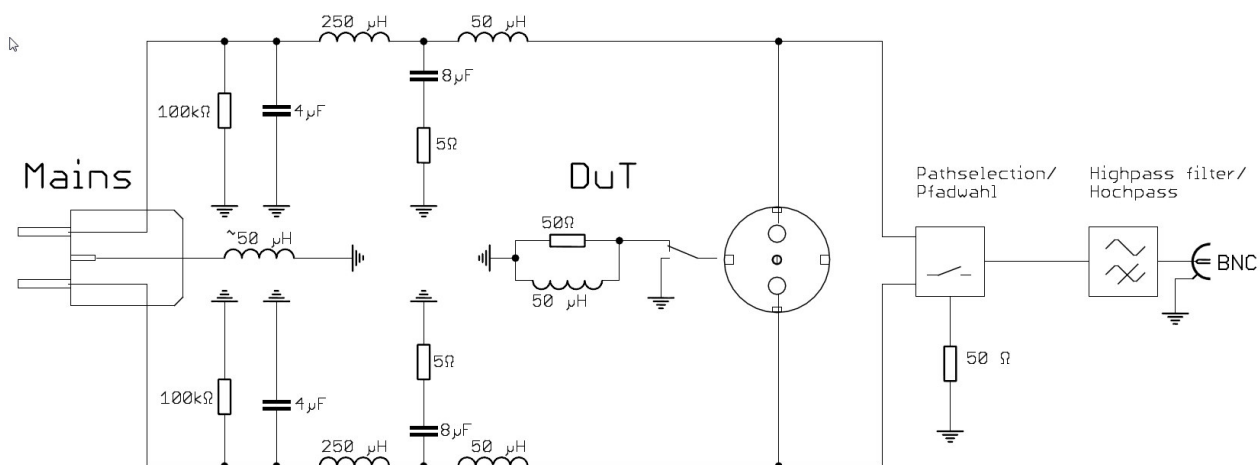 250 µH
50 µH
8µF
100kΩ
4µF
5Ω
Mains
DuT
Pathselection/
Pfadwahl
Highpass filter/
Hochpass
~50 µH
50Ω
50 µH
BNC
5Ω
50 Ω
100kΩ
4µF
8µF
250 µH
50 µH